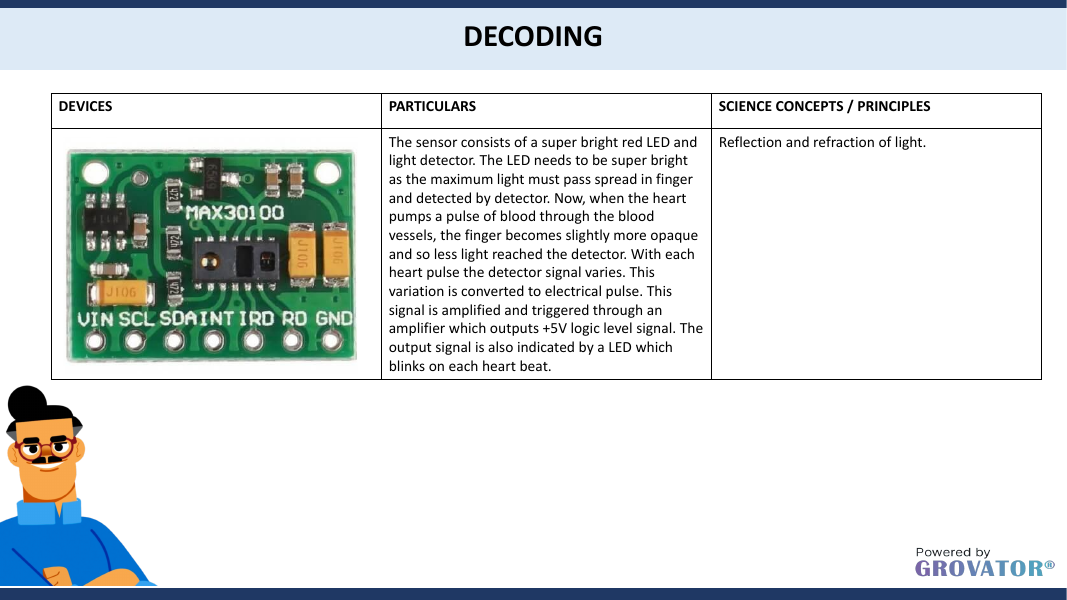 DECODING
DEVICES
PARTICULARS
SCIENCE CONCEPTS / PRINCIPLES
MAX30100
J106
J106
J106
472
472
472
VIN SCL SDA INT IRD RD GND
The sensor consists of a super bright red LED and
light detector. The LED needs to be super bright
as the maximum light must pass spread in finger
and detected by detector. Now, when the heart
pumps a pulse of blood through the blood
vessels, the finger becomes slightly more opaque
and so less light reached the detector. With each
heart pulse the detector signal varies. This
variation is converted to electrical pulse. This
signal is amplified and triggered through an
amplifier which outputs +5V logic level signal. The
output signal is also indicated by a LED which
blinks on each heart beat.
Reflection and refraction of light.
Powered by
GROVATOR®